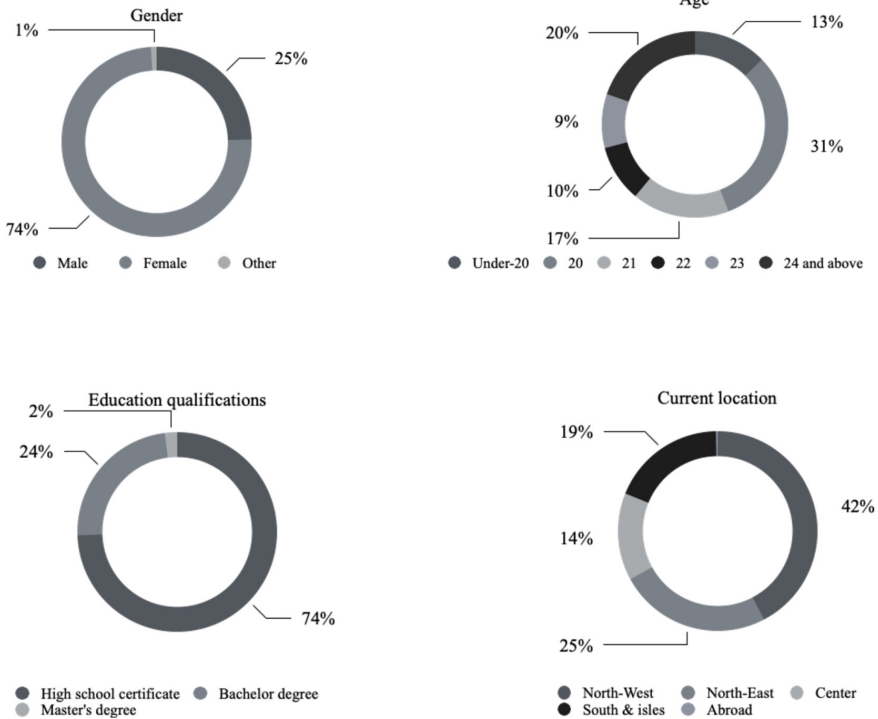 Gender
1%
25%
74%
Male Female Other
Age
20%
13%
9%
31%
10%
17%
Under-20 20 21 22 23 24 and above
Education qualifications
2%
24%
74%
High school certificate Bachelor degree
Master's degree
Current location
19%
42%
14%
25%
North-West North-East Center
South & isles Abroad